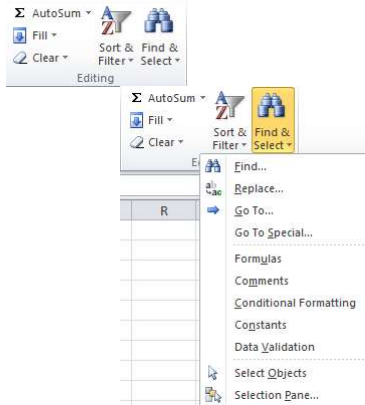 Σ AutoSum
Fill
Clear
Sort & Filter
Find & Select
Editing
Σ AutoSum
Fill
Clear
Sort & Filter
Find & Select
E
R
Find...
Replace...
Go To...
Go To Special...
Formulas
Comments
Conditional Formatting
Constants
Data Validation
Select Objects
Selection Pane...